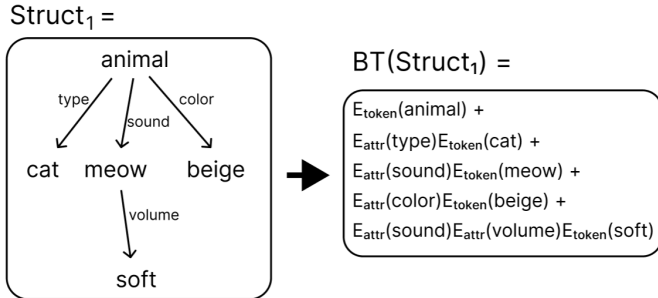 Struct₁ =
animal
type
sound
color
cat meow beige
volume
soft
BT(Struct₁) =
Eₜₒₖₑₙ(animal) +
Eₐₜₜᵣ(type)Eₜₒₖₑₙ(cat) +
Eₐₜₜᵣ(sound)Eₜₒₖₑₙ(meow) +
Eₐₜₜᵣ(color)Eₜₒₖₑₙ(beige) +
Eₐₜₜᵣ(sound)Eₐₜₜᵣ(volume)Eₜₒₖₑₙ(soft)